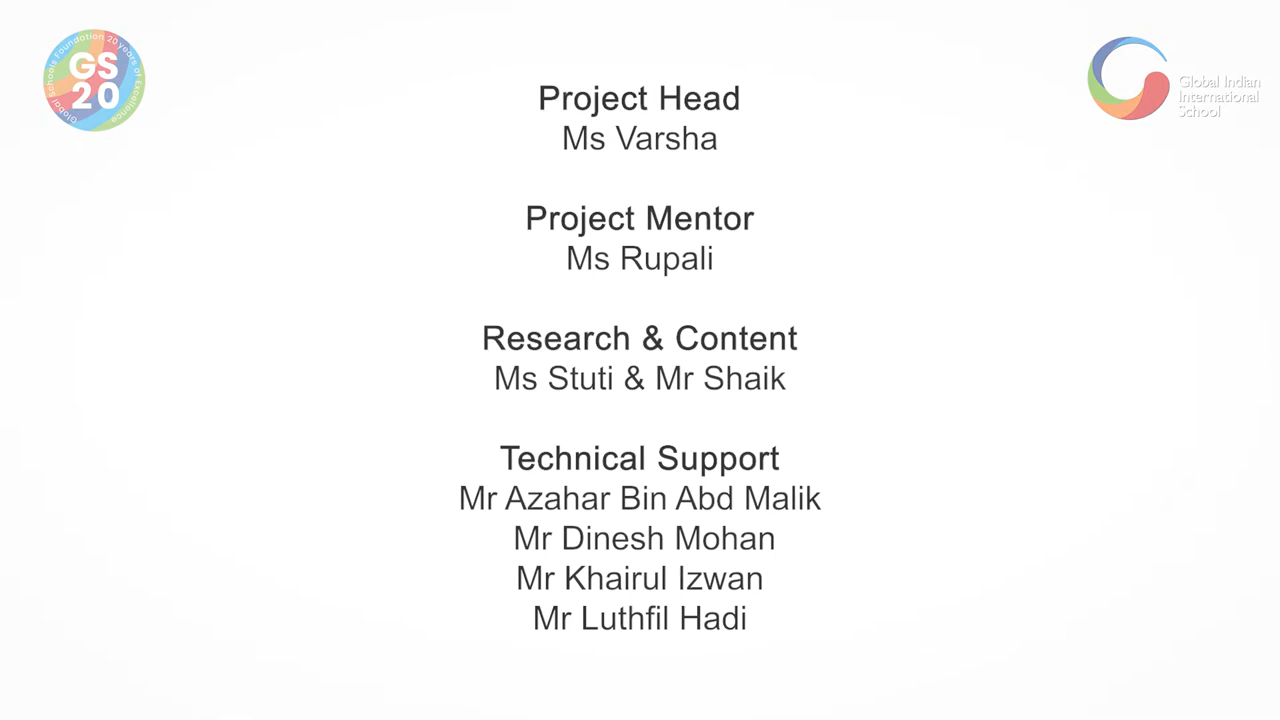 Global Schools Foundation 20 years of Excellence
GS
20
Global Indian
International
School
Project Head
Ms Varsha
Project Mentor
Ms Rupali
Research & Content
Ms Stuti & Mr Shaik
Technical Support
Mr Azahar Bin Abd Malik
Mr Dinesh Mohan
Mr Khairul Izwan
Mr Luthfil Hadi